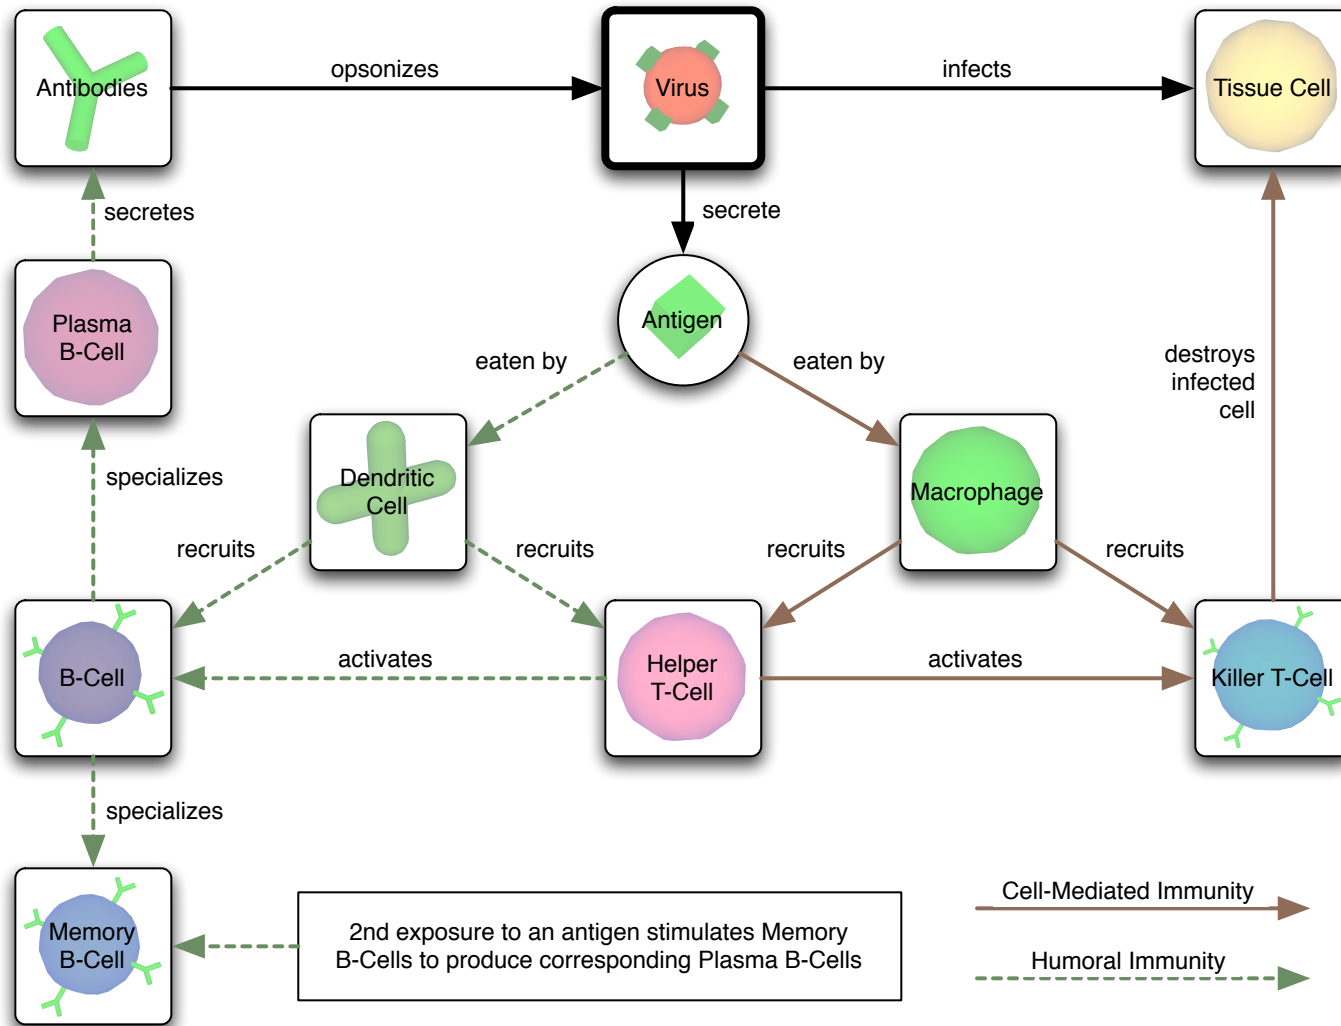 Antibodies
opsonizes
Virus
infects
Tissue Cell
secretes
secrete
Plasma
B-Cell
Antigen
eaten by
eaten by
destroys
infected
cell
specializes
Dendritic
Cell
Macrophage
recruits
recruits
recruits
recruits
B-Cell
activates
Helper
T-Cell
activates
Killer T-Cell
specializes
Memory
B-Cell
2nd exposure to an antigen stimulates Memory
B-Cells to produce corresponding Plasma B-Cells
Cell-Mediated Immunity
Humoral Immunity